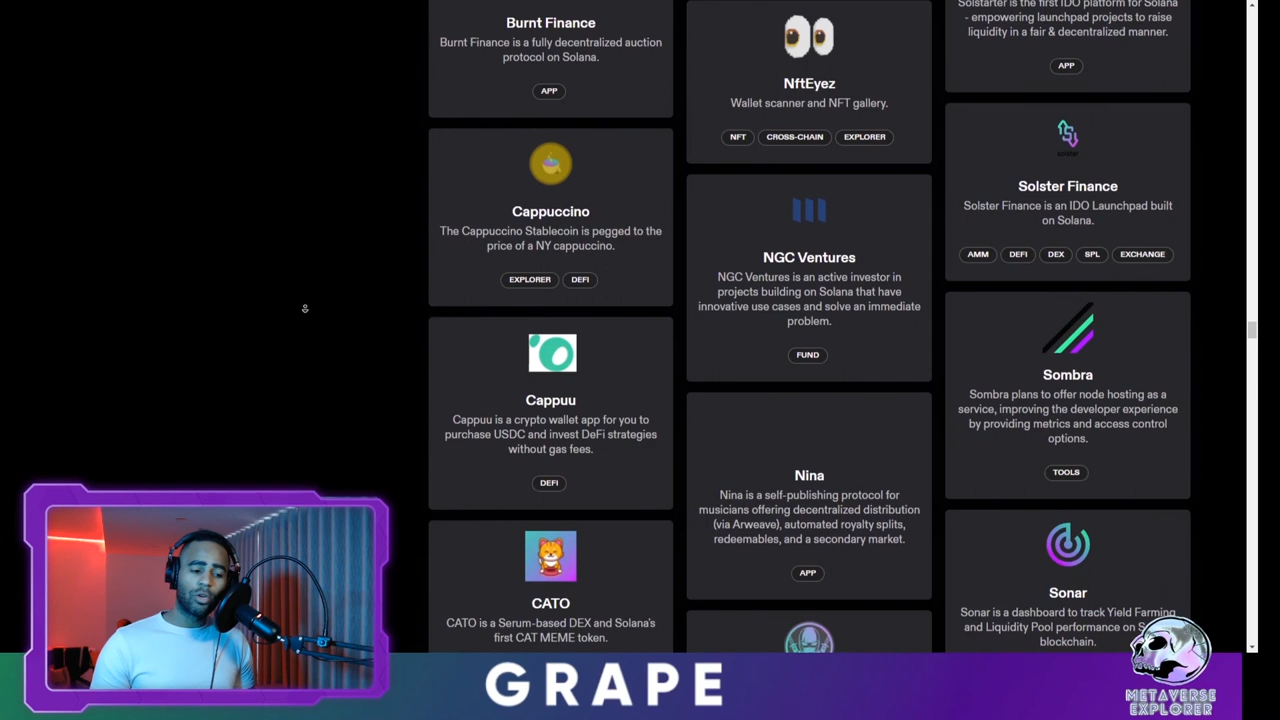 Burnt Finance
Burnt Finance is a fully decentralized auction
protocol on Solana.
APP
Cappuccino
The Cappuccino Stablecoin is pegged to the
price of a NY cappuccino.
EXPLORER DEFI
Cappuu
Cappuu is a crypto wallet app for you to
purchase USDC and invest DeFi strategies
without gas fees.
DEFI
CATO
CATO is a Serum-based DEX and Solana's
first CAT MEME token.
NftEyez
Wallet scanner and NFT gallery.
NFT CROSS-CHAIN EXPLORER
NGC Ventures
NGC Ventures is an active investor in
projects building on Solana that have
innovative use cases and solve an immediate
problem.
FUND
Nina
Nina is a self-publishing protocol for
musicians offering decentralized distribution
(via Arweave), automated royalty splits,
redeemables, and a secondary market.
APP
Solstarter is the first IDO platform for Solana
- empowering launchpad projects to raise
liquidity in a fair & decentralized manner.
APP
solster
Solster Finance
Solster Finance is an IDO Launchpad built
on Solana.
AMM DEFI DEX SPL EXCHANGE
Sombra
Sombra plans to offer node hosting as a
service, improving the developer experience
by providing metrics and access control
options.
TOOLS
Sonar
Sonar is a dashboard to track Yield Farming
and Liquidity Pool performance on
blockchain.
GRAPE
METAVERSE
EXPLORER